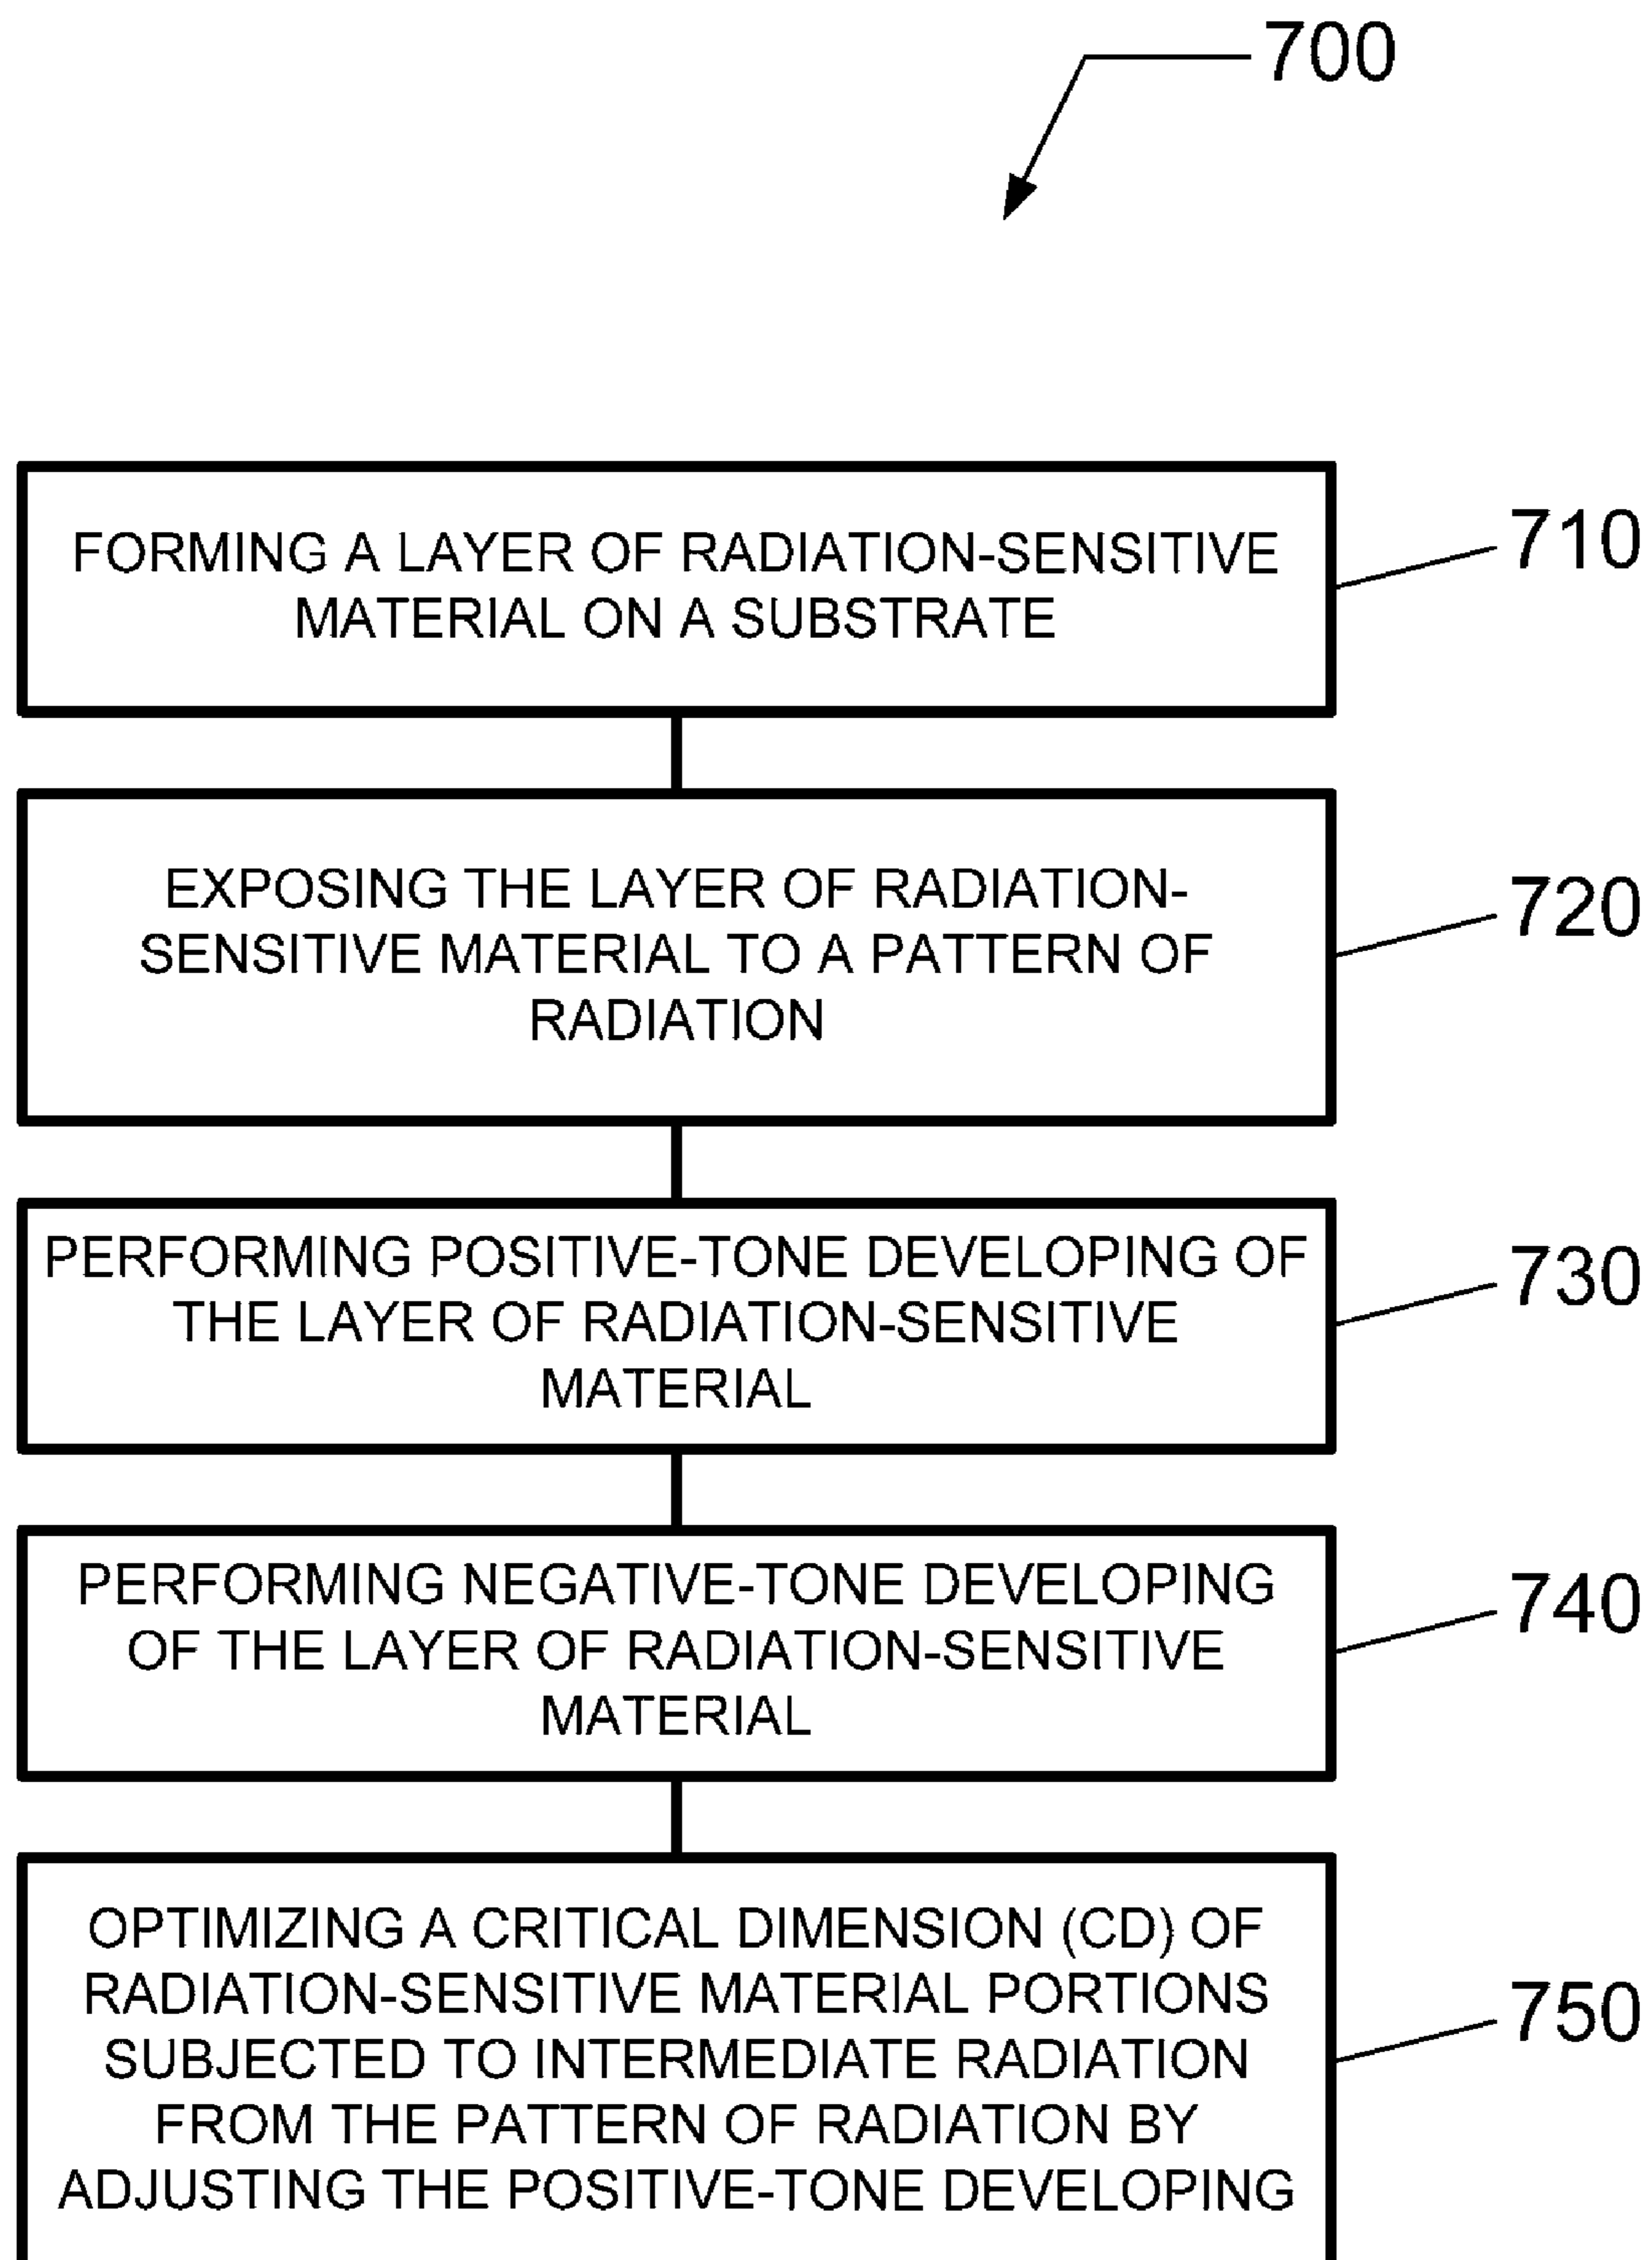 700
FORMING A LAYER OF RADIATION-SENSITIVE
MATERIAL ON A SUBSTRATE
710
EXPOSING THE LAYER OF RADIATION-
SENSITIVE MATERIAL TO A PATTERN OF
RADIATION
720
PERFORMING POSITIVE-TONE DEVELOPING OF
THE LAYER OF RADIATION-SENSITIVE
MATERIAL
730
PERFORMING NEGATIVE-TONE DEVELOPING
OF THE LAYER OF RADIATION-SENSITIVE
MATERIAL
740
OPTIMIZING A CRITICAL DIMENSION (CD) OF
RADIATION-SENSITIVE MATERIAL PORTIONS
SUBJECTED TO INTERMEDIATE RADIATION
FROM THE PATTERN OF RADIATION BY
ADJUSTING THE POSITIVE-TONE DEVELOPING
750